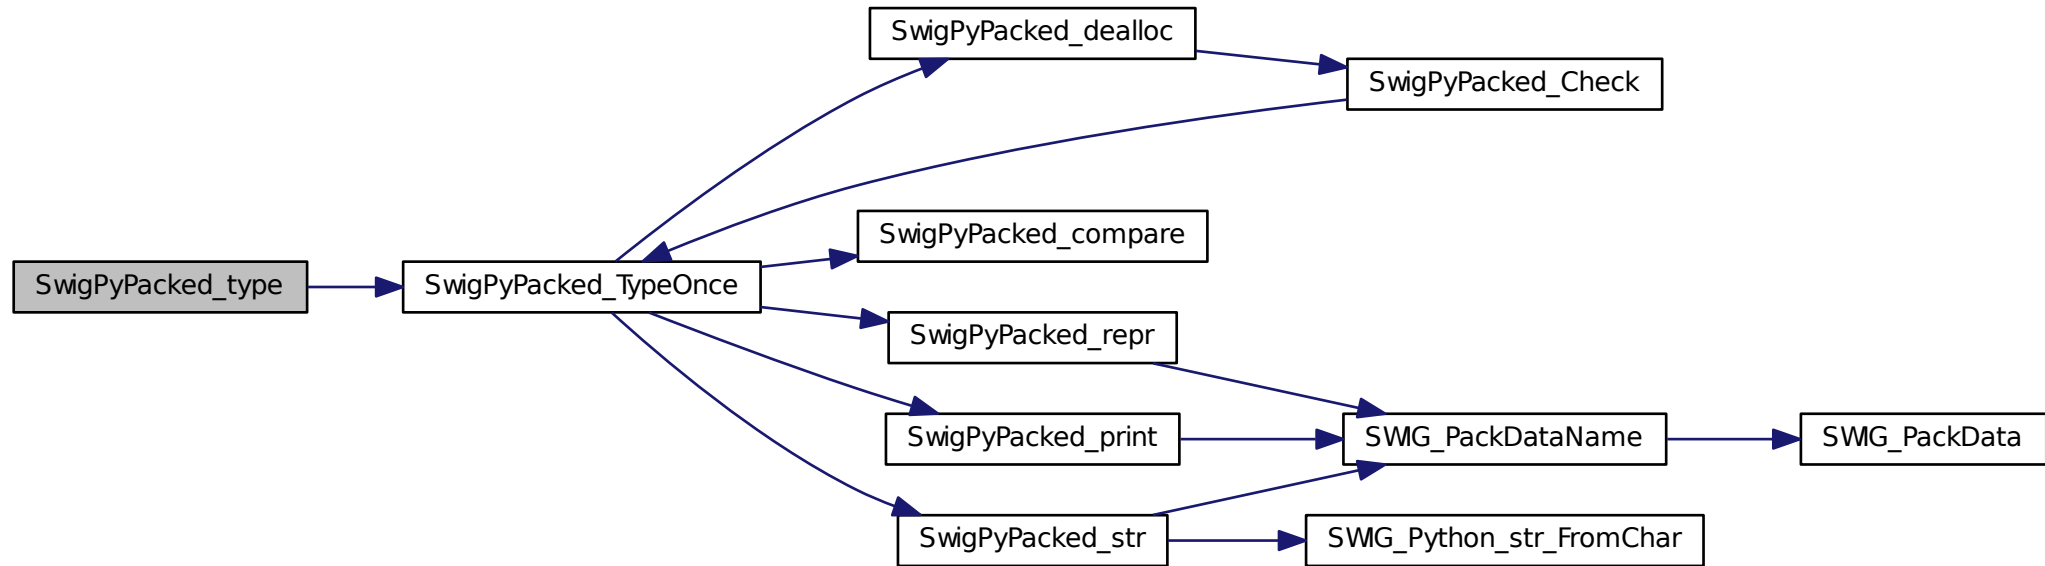 SwigPyPacked_dealloc
SwigPyPacked_Check
SwigPyPacked_compare
SwigPyPacked_type
SwigPyPacked_TypeOnce
SwigPyPacked_repr
SwigPyPacked_print
SWIG_PackDataName
SWIG_PackData
SwigPyPacked_str
SWIG_Python_str_FromChar